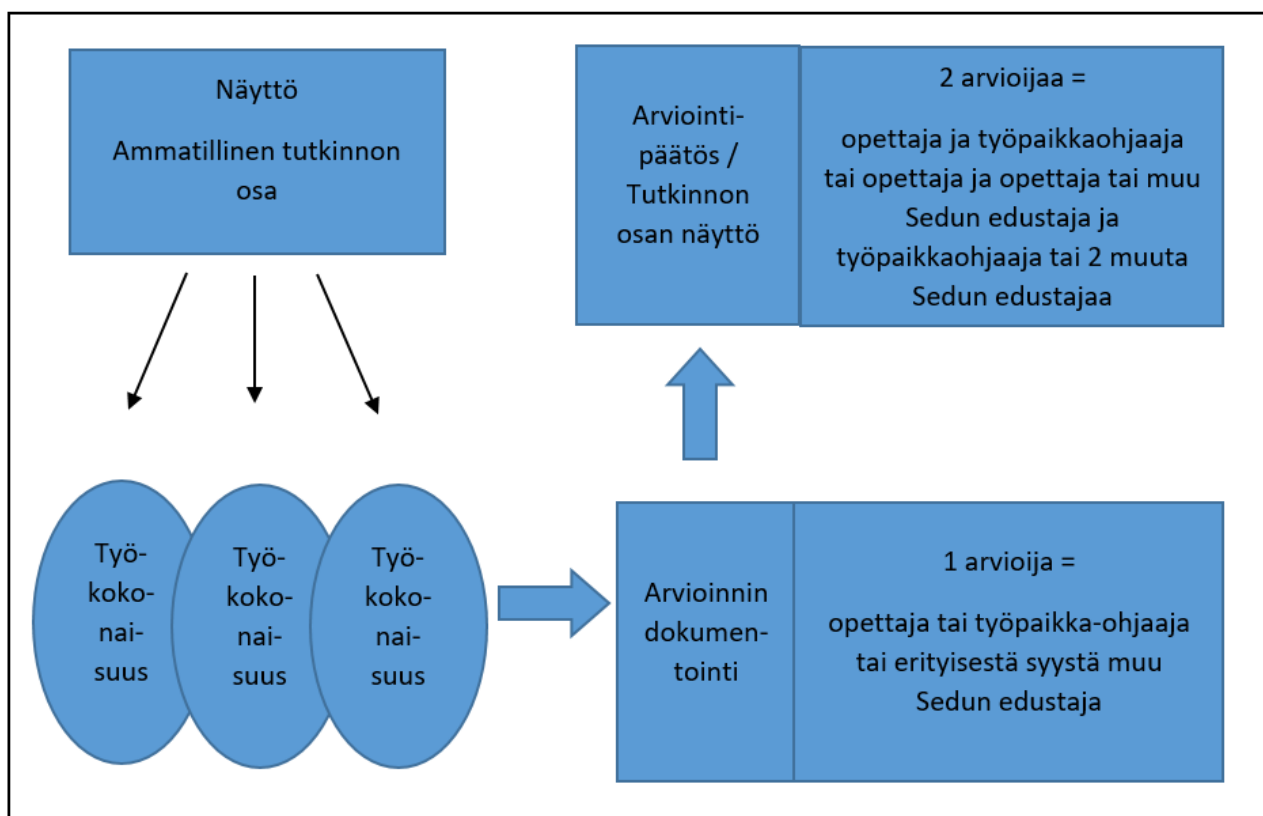 Näyttö
Ammatillinen tutkinnon
osa
Arviointi-
päätös /
Tutkinnon
osan näyttö
2 arvioijaa =
opettaja ja työpaikkaohjaaja
tai opettaja ja opettaja tai muu
Sedun edustaja ja
työpaikkaohjaaja tai 2 muuta
Sedun edustajaa
Työ-
koko-
nai-
suus
Työ-
koko-
nai-
suus
Työ-
koko-
nai-
suus
Arvioinnin
dokumen-
tointi
1 arvioija =
opettaja tai työpaikka-ohjaaja
tai erityisestä syystä muu
Sedun edustaja